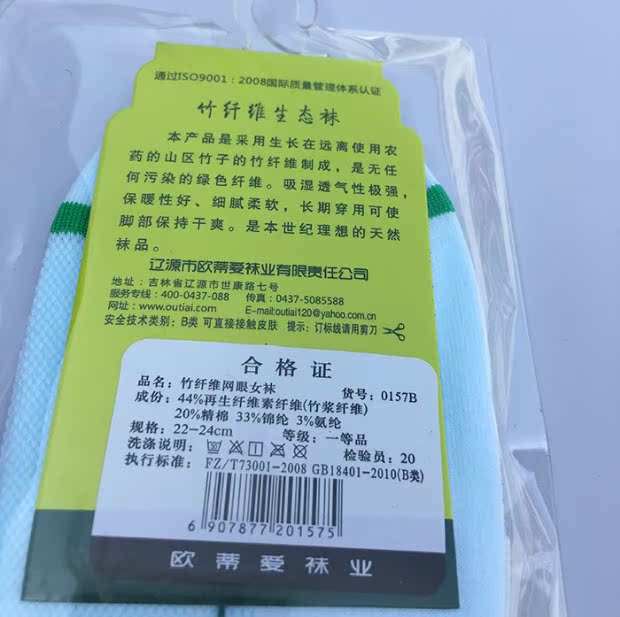 通过ISO9001：2008国际质量管理体系认证
竹纤维生态袜
本产品是采用生长在远离使用农
药的山区竹子的竹纤维制成，是无任
何污染的绿色纤维。吸湿透气性极强，
保暖性好、细腻柔软，长期穿用可使
脚部保持干爽。是本世纪理想的天然
袜品。
辽源市欧蒂爱袜业有限责任公司
地址：吉林省辽源市世康路七号
服务专线：400-0437-088 传真：0437-5085588
网址：www.outiai.com E-mail:outiai120@yahoo.com.cn
安全技术类别：B类 可直接接触皮肤 提示：订标线请用剪刀
合格证
品名：竹纤维网眼女袜 货号：0157B
成份：44%再生纤维素纤维(竹浆纤维)
20%精棉 33%锦纶 3%氨纶
规格：22-24cm 等级：一等品
洗涤说明： 检验员：20
执行标准：FZ/T73001-2008 GB18401-2010(B类)
6 907877 201575
欧蒂爱袜业